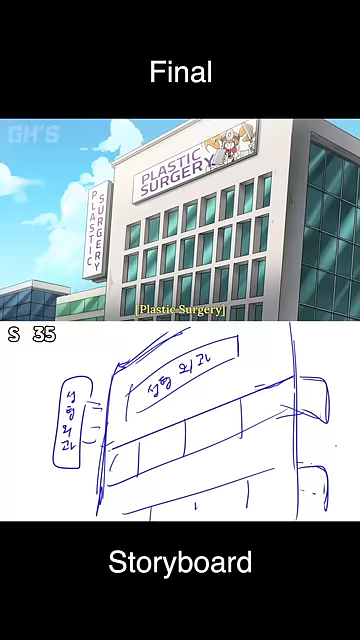 Final
GH'S
PLASTIC
SURGERY
PLASTIC
SURGERY
[Plastic Surgery]
S 35
성형외과
성형외과
Storyboard